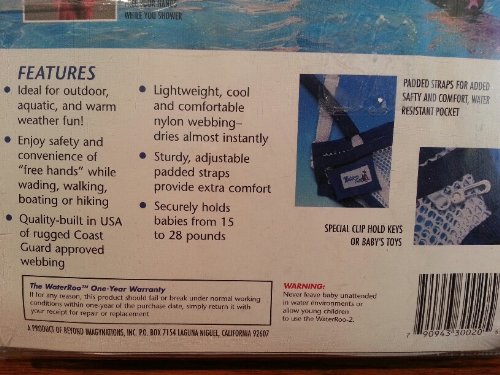 WHILE YOU SHOWER
FEATURES
• Ideal for outdoor,
aquatic, and warm
weather fun!
• Enjoy safety and
convenience of
"free hands" while
wading, walking,
boating or hiking
• Quality-built in USA
of rugged Coast
Guard approved
webbing
• Lightweight, cool
and comfortable
nylon webbing–
dries almost instantly
• Sturdy, adjustable
padded straps
provide extra comfort
• Securely holds
babies from 15
to 28 pounds
PADDED STRAPS FOR ADDED
SAFTY AND COMFORT, WATER
RESISTANT POCKET
SPECIAL CLIP HOLD KEYS
OR BABY'S TOYS
The WaterRoo™ One-Year Warranty
If for any reason, this product should fail or break under normal working
conditions within one-year of the purchase date, simply return it with
your receipt for repair or replacement.
WARNING:
Never leave baby unattended
in water environments or
allow young children
to use the WaterRoo-2.
A PRODUCT OF BEYOND IMAGYNATIONS, INC. P.O. BOX 7154 LAGUNA NIGUEL, CALIFORNIA 92607
7 90943 30020